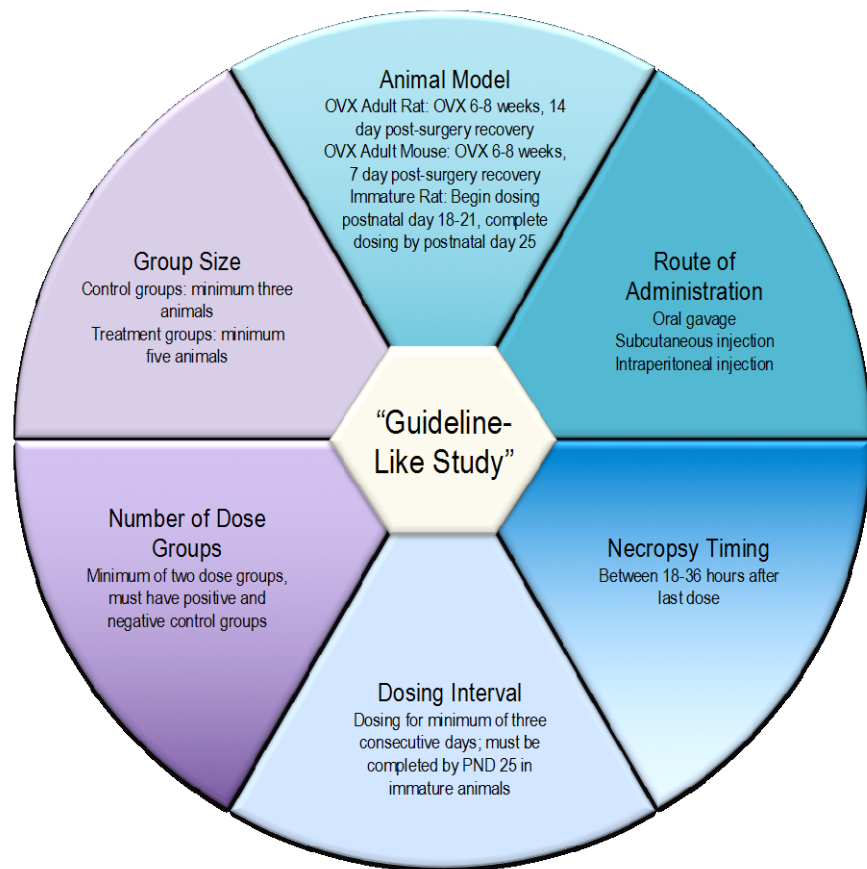 Animal Model
OVX Adult Rat: OVX 6-8 weeks, 14
day post-surgery recovery
OVX Adult Mouse: OVX 6-8 weeks,
7 day post-surgery recovery
Immature Rat: Begin dosing
postnatal day 18-21, complete
dosing by postnatal day 25
Route of
Administration
Oral gavage
Subcutaneous injection
Intraperitoneal injection
Necropsy Timing
Between 18-36 hours after
last dose
Dosing Interval
Dosing for minimum of three
consecutive days; must be
completed by PND 25 in
immature animals
Number of Dose
Groups
Minimum of two dose groups,
must have positive and
negative control groups
Group Size
Control groups: minimum three
animals
Treatment groups: minimum
five animals
“Guideline-
Like Study”